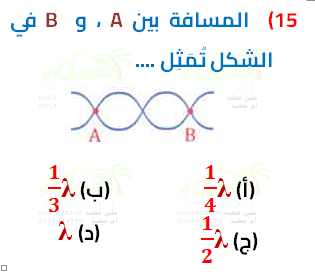 15) المسافة بين A ، و B في
الشكل تُمَثِل ....
A B
(أ) $\frac{1}{4}\lambda$ (ب) $\frac{1}{3}\lambda$
(ج) $\frac{1}{2}\lambda$ (د) $\lambda$